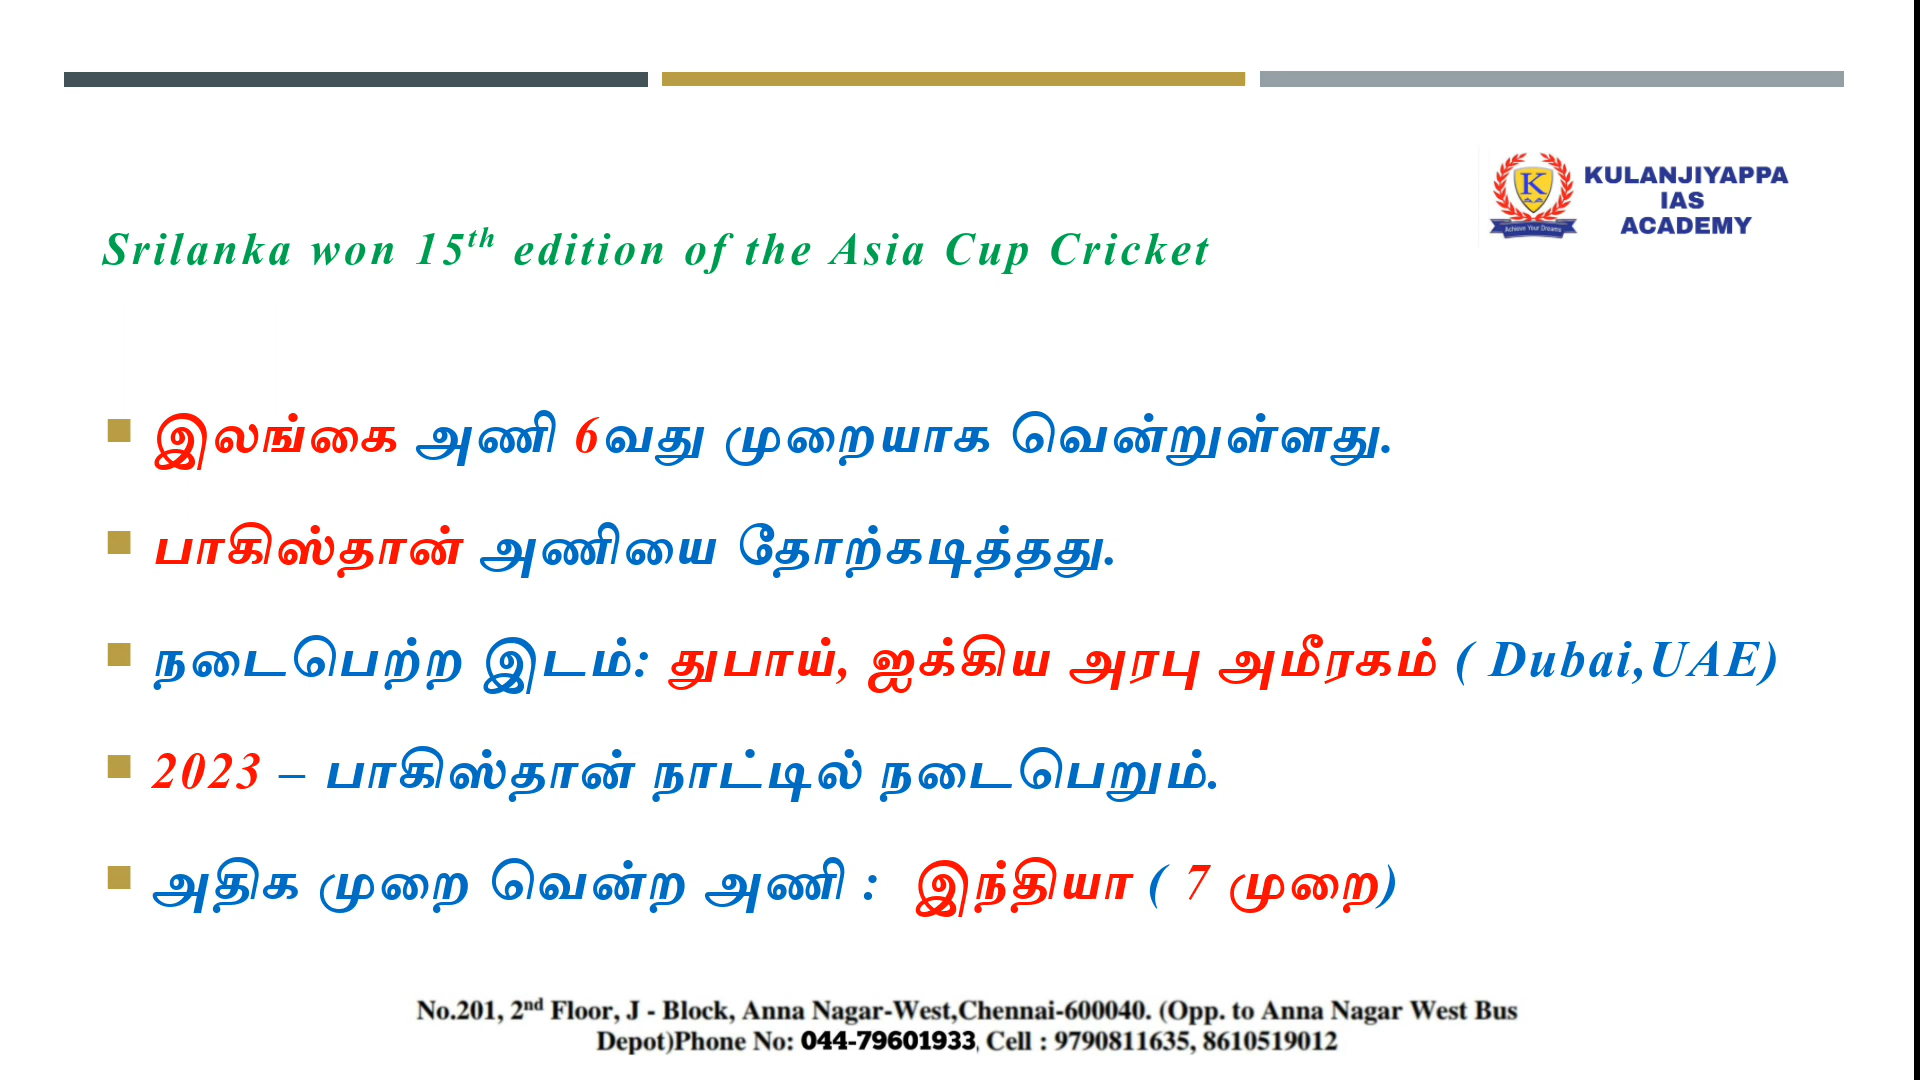 KULANJIYAPPA
IAS
ACADEMY
Achieve Your Dreams
Srilanka won 15th edition of the Asia Cup Cricket
இலங்கை அணி 6வது முறையாக வென்றுள்ளது.
பாகிஸ்தான் அணியை தோற்கடித்தது.
நடைபெற்ற இடம்: துபாய், ஐக்கிய அரபு அமீரகம் ( Dubai,UAE)
2023 – பாகிஸ்தான் நாட்டில் நடைபெறும்.
அதிக முறை வென்ற அணி : இந்தியா ( 7 முறை)
No.201, 2nd Floor, J - Block, Anna Nagar-West,Chennai-600040. (Opp. to Anna Nagar West Bus
Depot)Phone No: 044-79601933, Cell : 9790811635, 8610519012